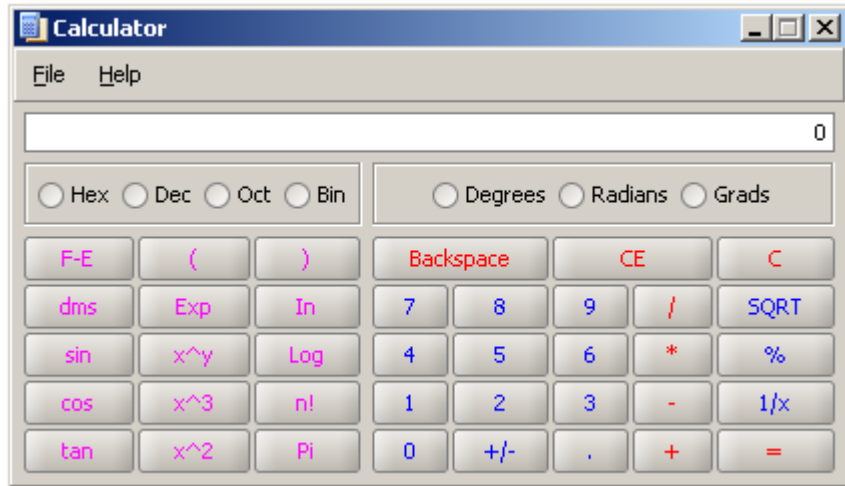 Calculator
File Help
0
Hex Dec Oct Bin Degrees Radians Grads
F-E ( ) Backspace CE C
dms Exp In 7 8 9 / SQRT
sin x^y Log 4 5 6 * %
cos x^3 n! 1 2 3 - 1/x
tan x^2 Pi 0 +/- . + =